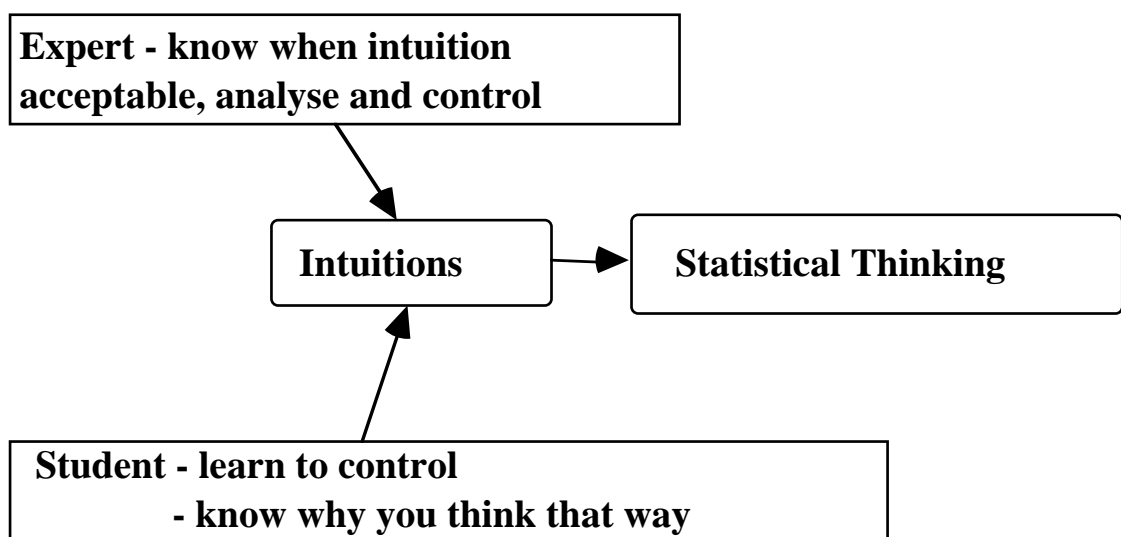 Expert - know when intuition
acceptable, analyse and control
Intuitions
Statistical Thinking
Student - learn to control
- know why you think that way